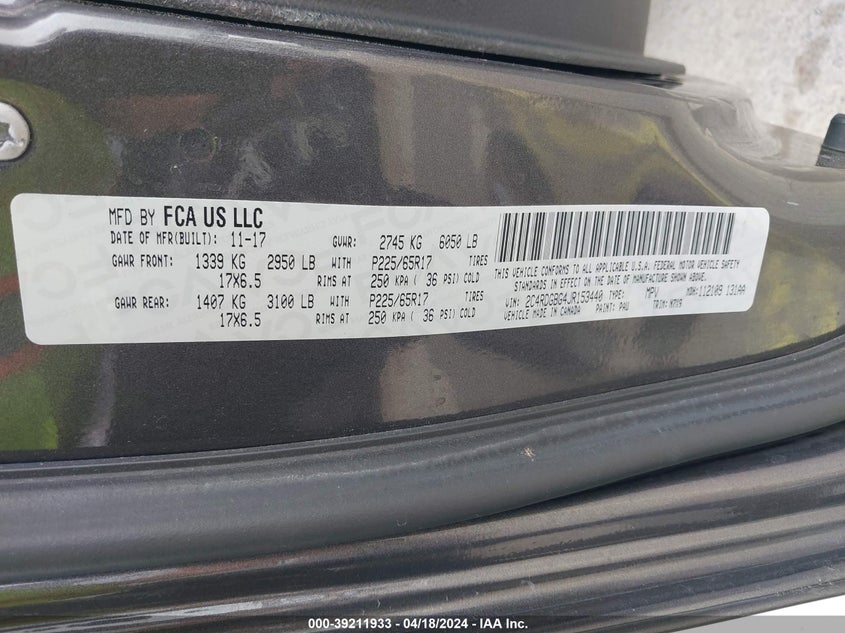 MFD BY FCA US LLC
DATE OF MFR(BUILT): 11-17 GVWR: 2745 KG 6050 LB
GAWR FRONT: 1339 KG 2950 LB WITH P225/65R17 TIRES
17X6.5 RIMS AT 250 KPA ( 36 PSI) COLD
GAWR REAR: 1407 KG 3100 LB WITH P225/65R17 TIRES
17X6.5 RIMS AT 250 KPA ( 36 PSI) COLD
THIS VEHICLE CONFORMS TO ALL APPLICABLE U.S.A. FEDERAL MOTOR VEHICLE SAFETY
STANDARDS IN EFFECT ON THE DATE OF MANUFACTURE SHOWN ABOVE.
VIN: 2C4RDGBG4JR153440 TYPE: MPV MDH: 112109 131AA
VEHICLE MADE IN CANADA PAINT: PAU TRIM:
000-39211933 / 04/18/2024 - IAA Inc.